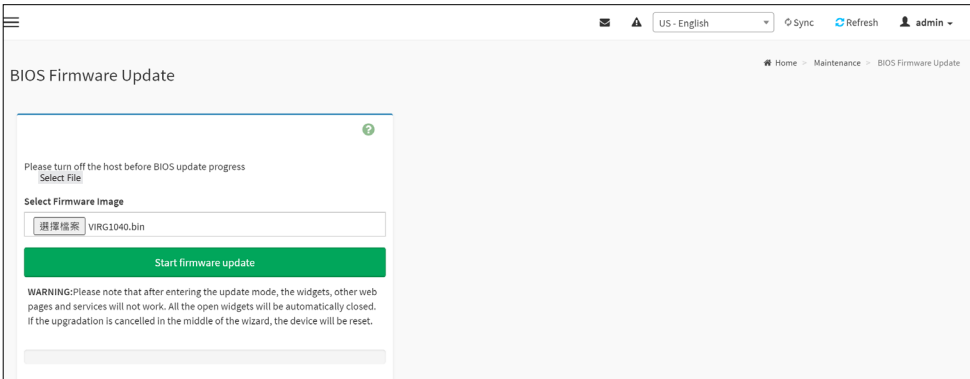 US - English
Sync
Refresh
admin
BIOS Firmware Update
Home > Maintenance > BIOS Firmware Update
Please turn off the host before BIOS update progress
Select File
Select Firmware Image
選擇檔案 VIRG1040.bin
Start firmware update
WARNING:Please note that after entering the update mode, the widgets, other web
pages and services will not work. All the open widgets will be automatically closed.
If the upgradation is cancelled in the middle of the wizard, the device will be reset.